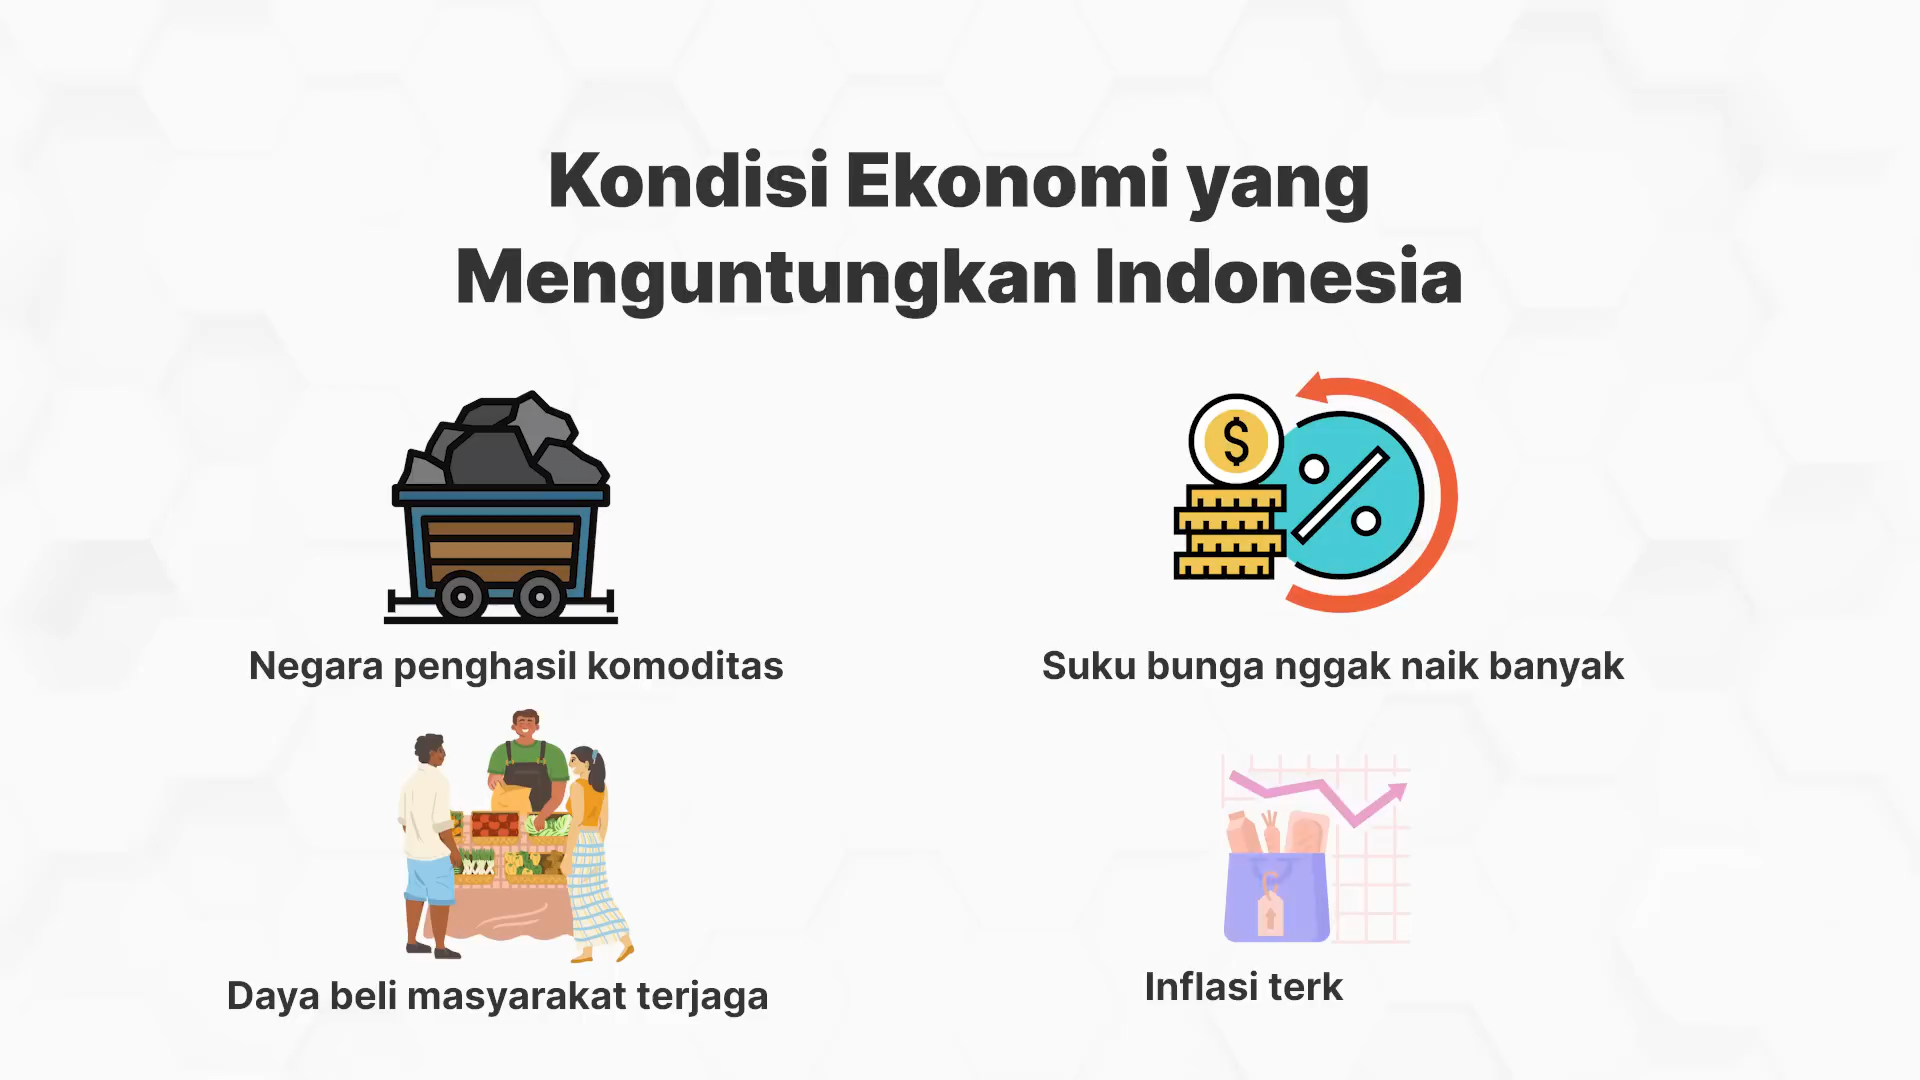 Kondisi Ekonomi yang
Menguntungkan Indonesia
$
%
Negara penghasil komoditas
Suku bunga nggak naik banyak
Daya beli masyarakat terjaga
Inflasi terk